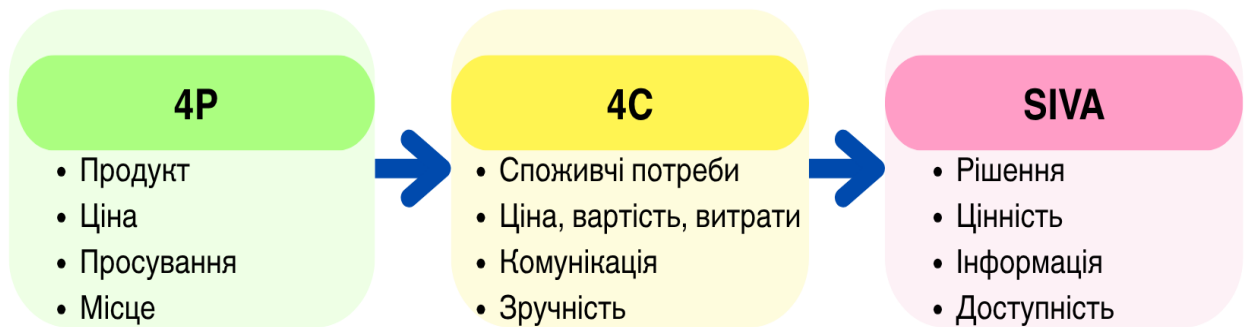 4P
• Продукт
• Ціна
• Просування
• Місце
4C
• Споживчі потреби
• Ціна, вартість, витрати
• Комунікація
• Зручність
SIVA
• Рішення
• Цінність
• Інформація
• Доступність